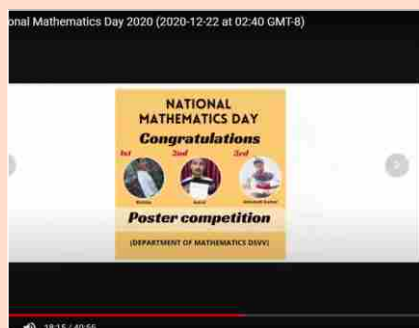 onal Mathematics Day 2020 (2020-12-22 at 02:40 GMT-8)
NATIONAL
MATHEMATICS DAY
Congratulations
1st 2nd 3rd
Poster competition
(DEPARTMENT OF MATHEMATICS DSVV)
18:15 / 40:56